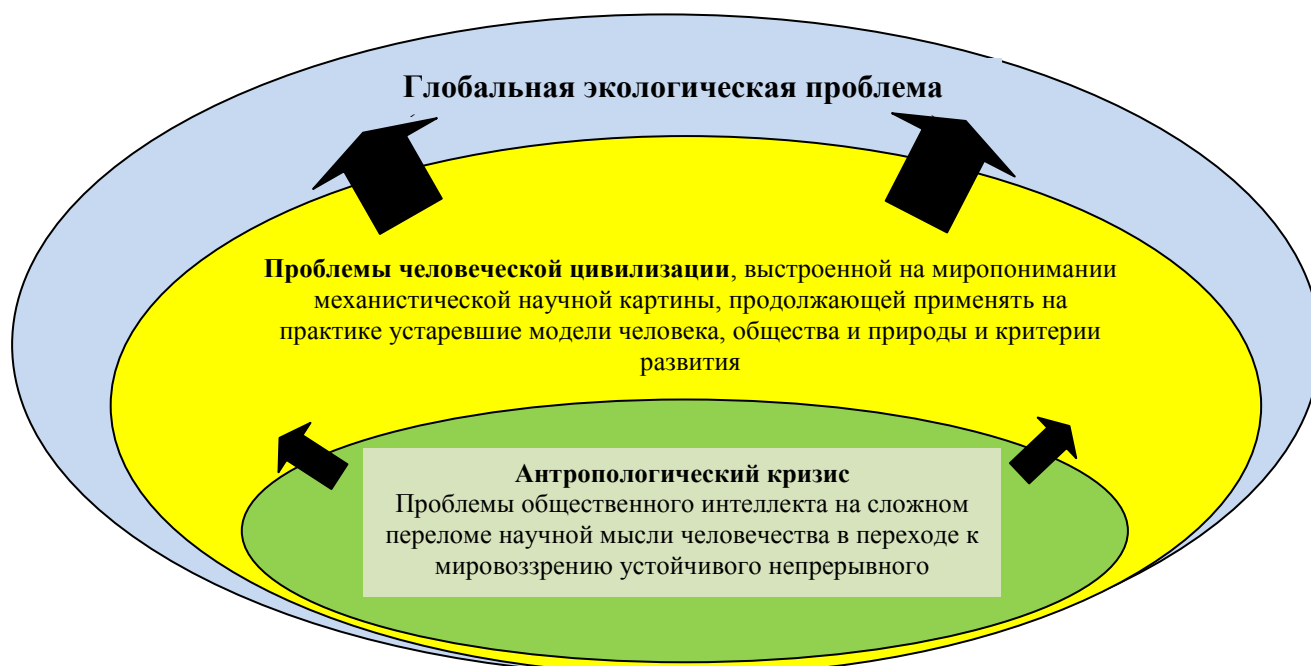 Глобальная экологическая проблема
Проблемы человеческой цивилизации, выстроенной на миропонимании
механистической научной картины, продолжающей применять на
практике устаревшие модели человека, общества и природы и критерии
развития
Антропологический кризис
Проблемы общественного интеллекта на сложном
переломе научной мысли человечества в переходе к
мировоззрению устойчивого непрерывного